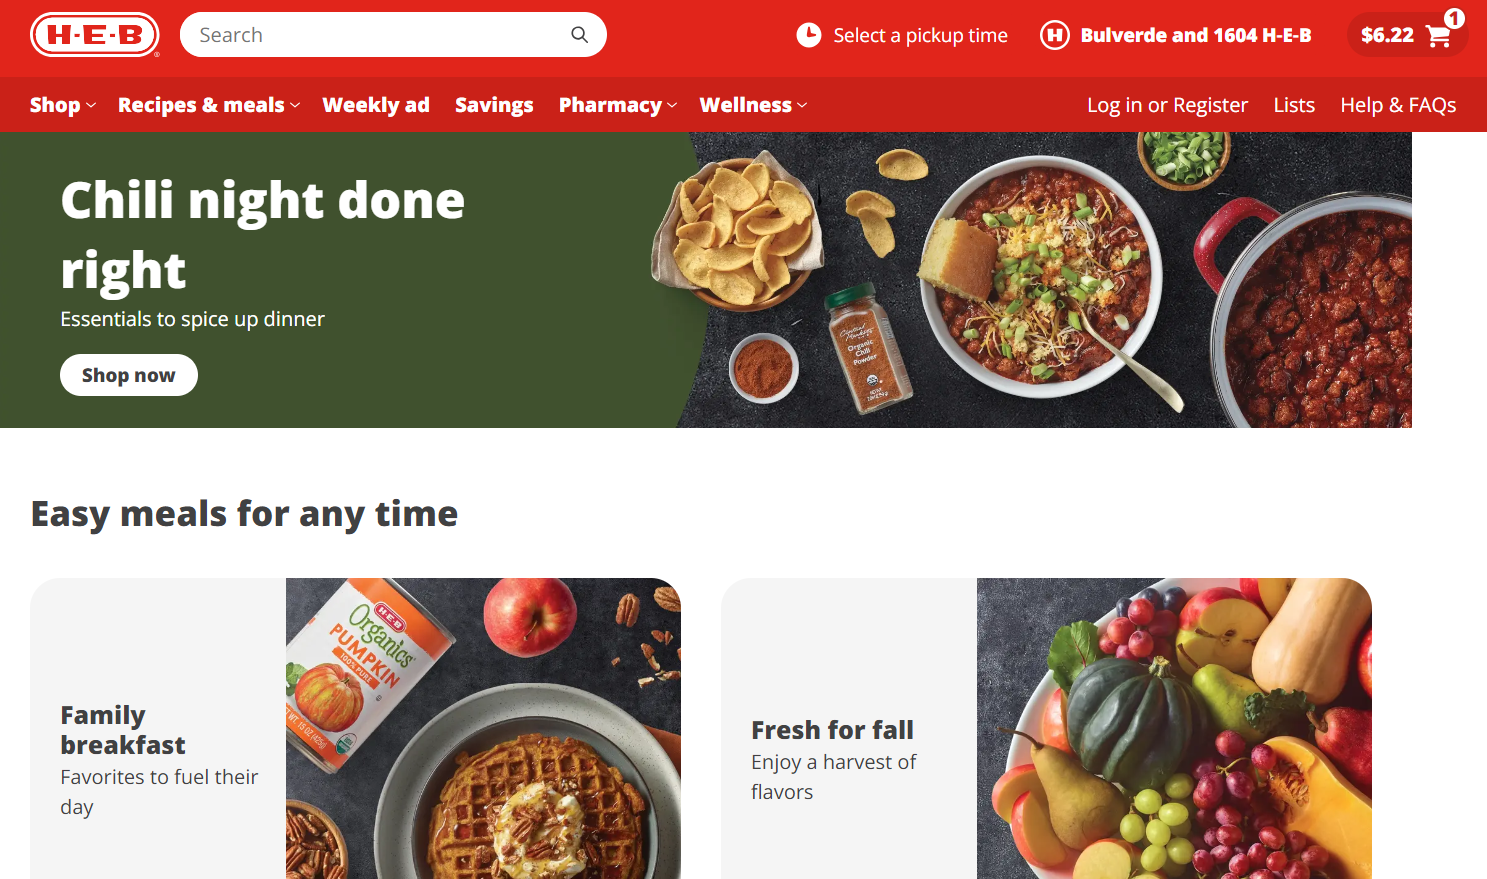 H-E-B
Search
Select a pickup time
Bulverde and 1604 H-E-B
$6.22
1
Shop
Recipes & meals
Weekly ad
Savings
Pharmacy
Wellness
Log in or Register
Lists
Help & FAQs
Chili night done
right
Essentials to spice up dinner
Shop now
Central
Market
Organic
Chili
Powder
Easy meals for any time
Family
breakfast
Favorites to fuel their
day
H-E-B
Organics
PUMPKIN
100% PURE
Fresh for fall
Enjoy a harvest of
flavors